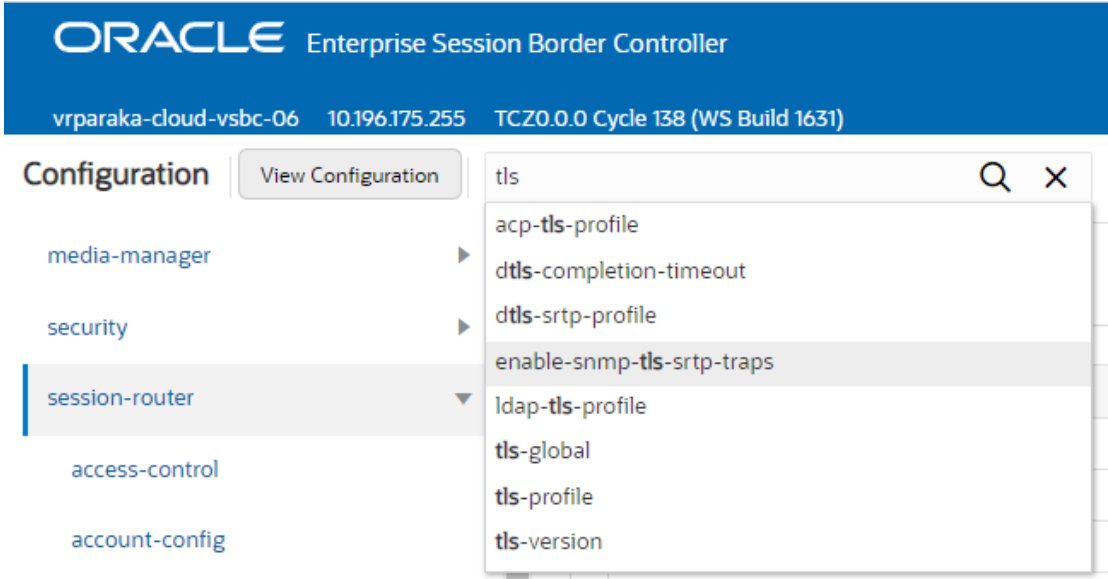 ORACLE Enterprise Session Border Controller
vrparaka-cloud-vsbc-06 10.196.175.255 TCZ0.0.0 Cycle 138 (WS Build 1631)
Configuration View Configuration tls
acp-tls-profile
media-manager
dtls-completion-timeout
dtls-srtp-profile
security
enable-snmp-tls-srtp-traps
session-router
ldap-tls-profile
tls-global
access-control
tls-profile
account-config
tls-version